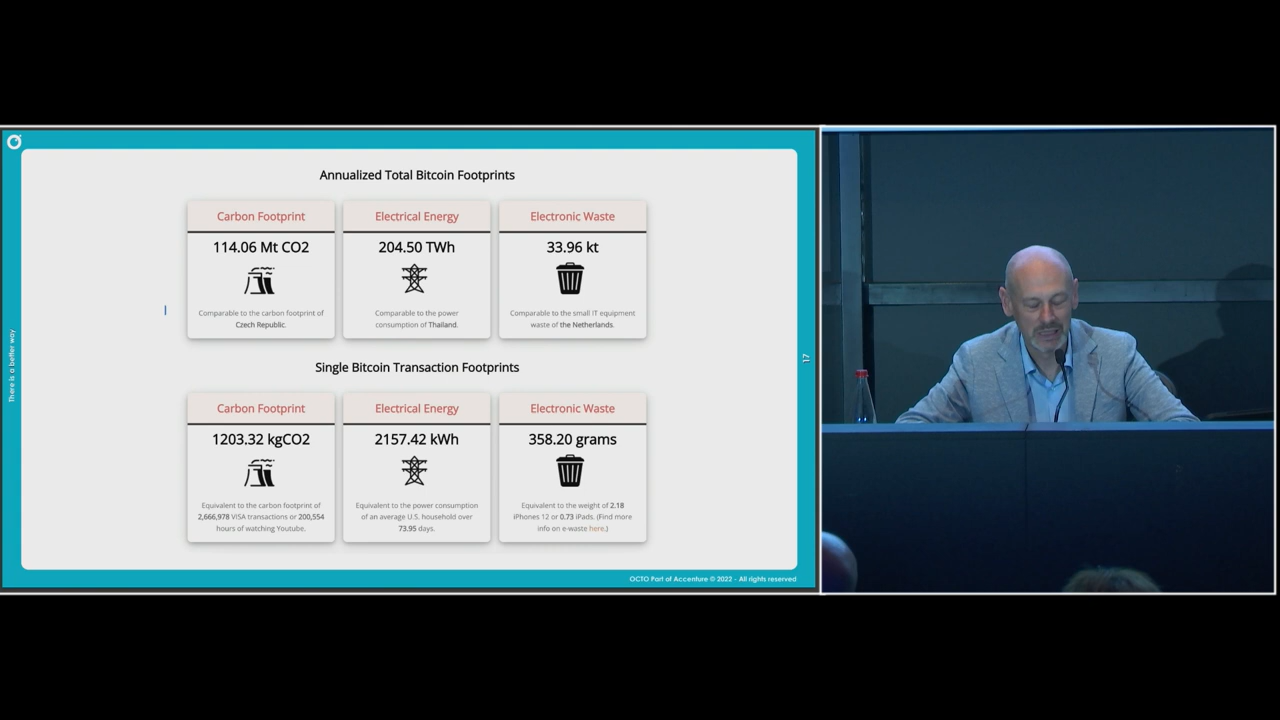 Annualized Total Bitcoin Footprints
Carbon Footprint
114.06 Mt CO2
Comparable to the carbon footprint of
Czech Republic.
Electrical Energy
204.50 TWh
Comparable to the power
consumption of Thailand.
Electronic Waste
33.96 kt
Comparable to the small IT equipment
waste of the Netherlands.
Single Bitcoin Transaction Footprints
Carbon Footprint
1203.32 kgCO2
Equivalent to the carbon footprint of
2,666,978 VISA transactions or 200,554
hours of watching Youtube.
Electrical Energy
2157.42 kWh
Equivalent to the power consumption
of an average U.S. household over
73.95 days.
Electronic Waste
358.20 grams
Equivalent to the weight of 2.18
iPhones 12 or 0.73 iPads. (Find more
info on e-waste here.)
There is a better way
17
OCTO Part of Accenture © 2022 - All rights reserved